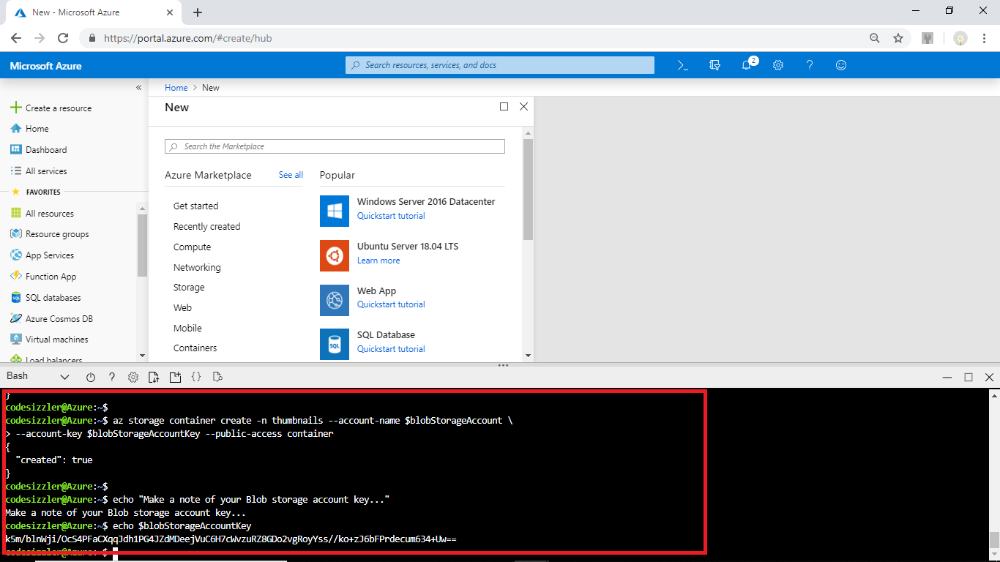 New - Microsoft Azure
https://portal.azure.com/#create/hub
Microsoft Azure
Search resources, services, and docs
2
Home > New
New
Create a resource
Home
Dashboard
All services
FAVORITES
All resources
Resource groups
App Services
Function App
SQL databases
Azure Cosmos DB
Virtual machines
Load balancers
Search the Marketplace
Azure Marketplace
See all
Get started
Recently created
Compute
Networking
Storage
Web
Mobile
Containers
Popular
Windows Server 2016 Datacenter
Quickstart tutorial
Ubuntu Server 18.04 LTS
Learn more
Web App
Quickstart tutorial
SQL
SQL Database
Quickstart tutorial
Bash
}
codesizzler@Azure:~$
codesizzler@Azure:~$ az storage container create -n thumbnails --account-name $blobStorageAccount \
> --account-key $blobStorageAccountKey --public-access container
{
"created": true
}
codesizzler@Azure:~$
codesizzler@Azure:~$ echo "Make a note of your Blob storage account key..."
Make a note of your Blob storage account key...
codesizzler@Azure:~$ echo $blobStorageAccountKey
k5m/blnWji/OcS4PFaCXqqJdh1PG4JZdMDeejVuC6H7cWvzuRZ8GDo2vgRoyYss//ko+zJ6bFPrdecum634+Uw==
codesizzler@Azure:~$